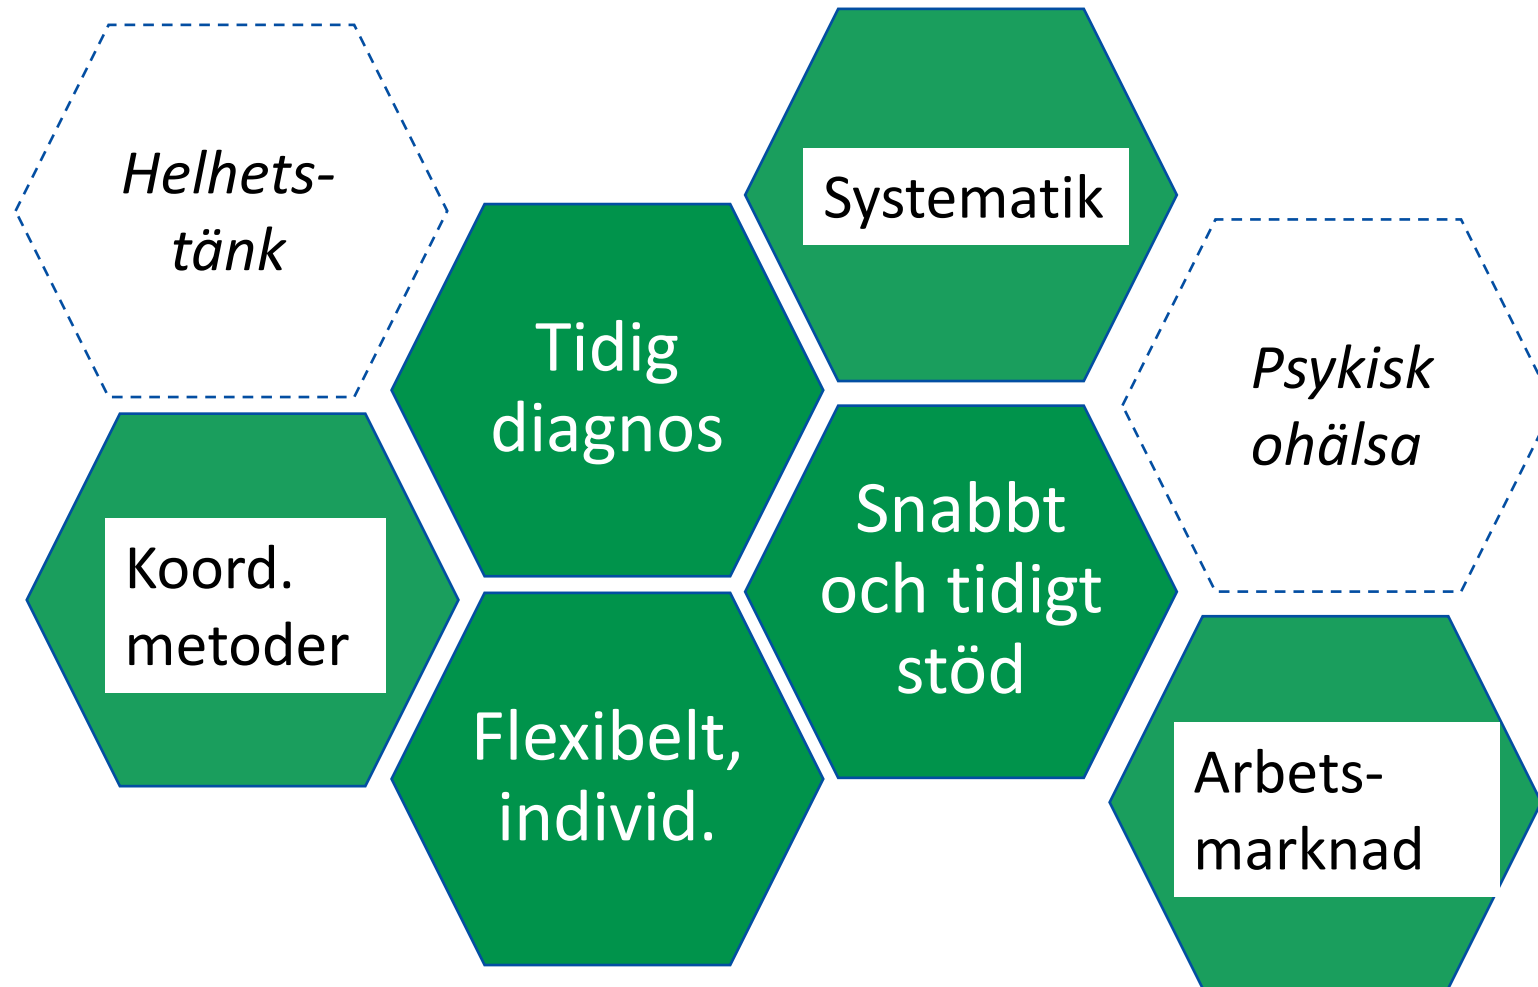 Helhets-
tänk
Systematik
Tidig
diagnos
Psykisk
ohälsa
Snabbt
och tidigt
stöd
Koord.
metoder
Flexibelt,
individ.
Arbets-
marknad